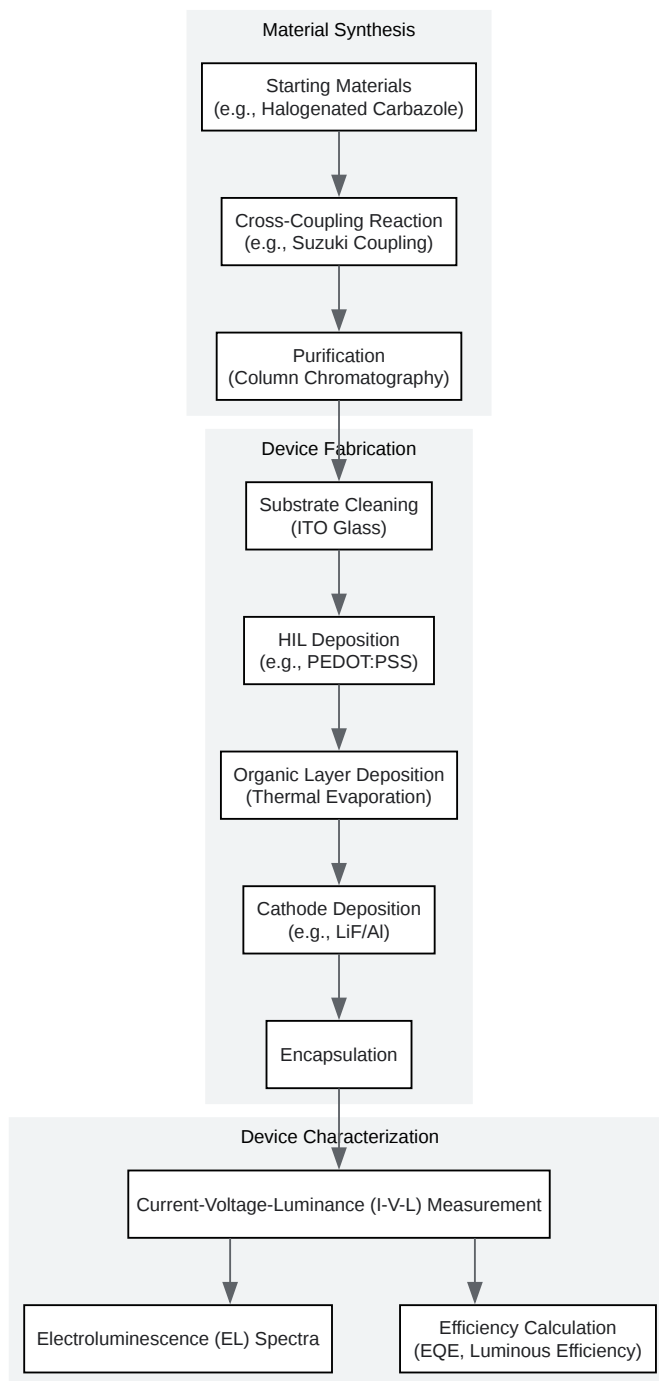 Material Synthesis
Starting Materials
(e.g., Halogenated Carbazole)
Cross-Coupling Reaction
(e.g., Suzuki Coupling)
Purification
(Column Chromatography)
Device Fabrication
Substrate Cleaning
(ITO Glass)
HIL Deposition
(e.g., PEDOT:PSS)
Organic Layer Deposition
(Thermal Evaporation)
Cathode Deposition
(e.g., LiF/Al)
Encapsulation
Device Characterization
Current-Voltage-Luminance (I-V-L) Measurement
Electroluminescence (EL) Spectra
Efficiency Calculation
(EQE, Luminous Efficiency)